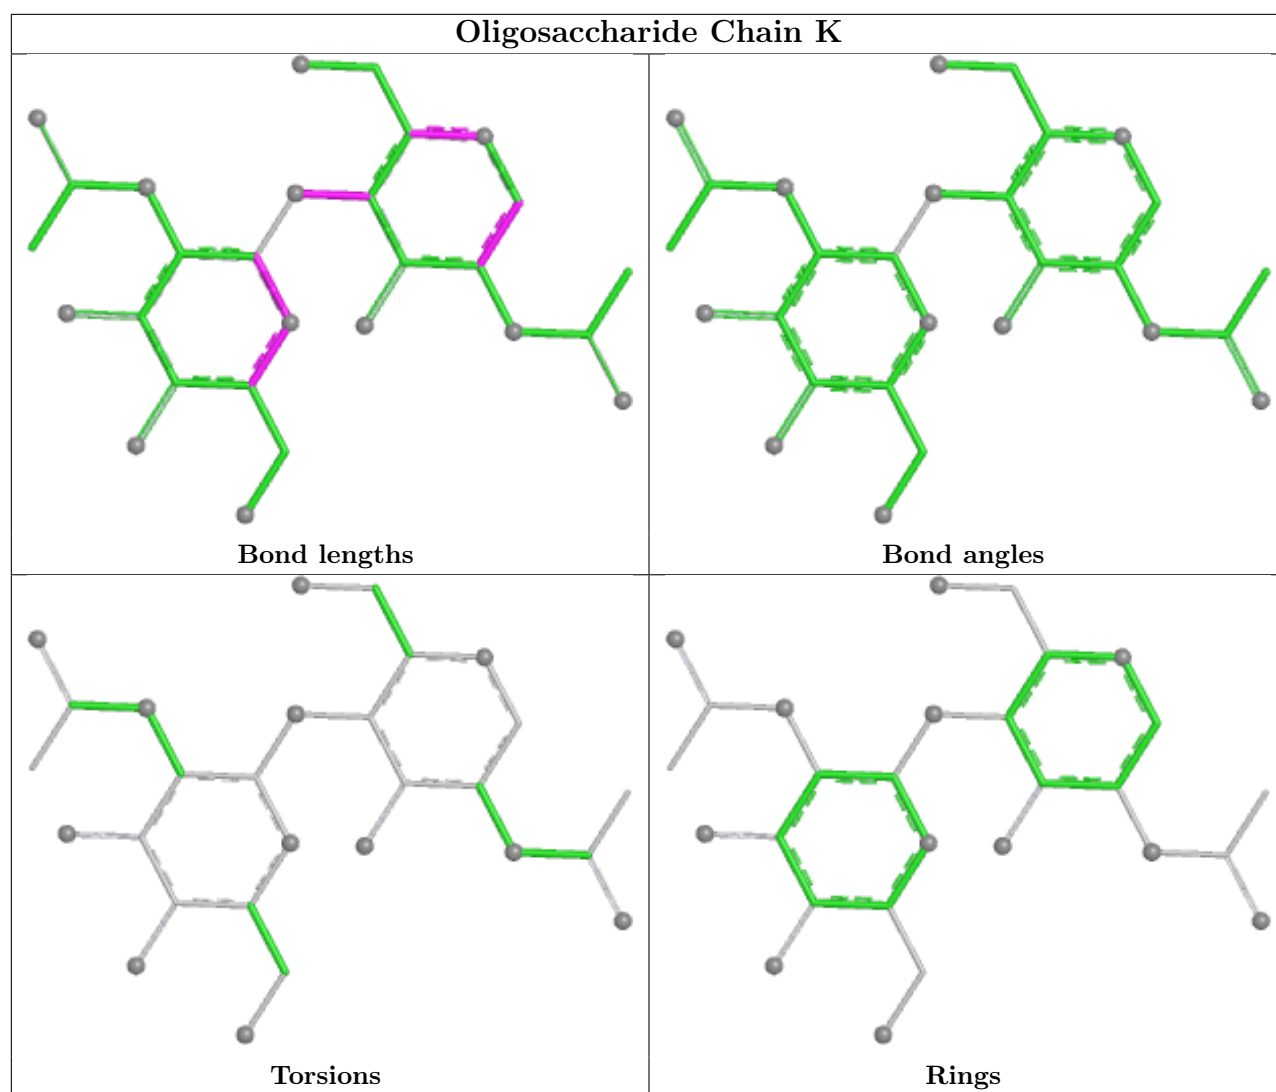 Oligosaccharide Chain K
Bond lengths
Bond angles
Torsions
Rings